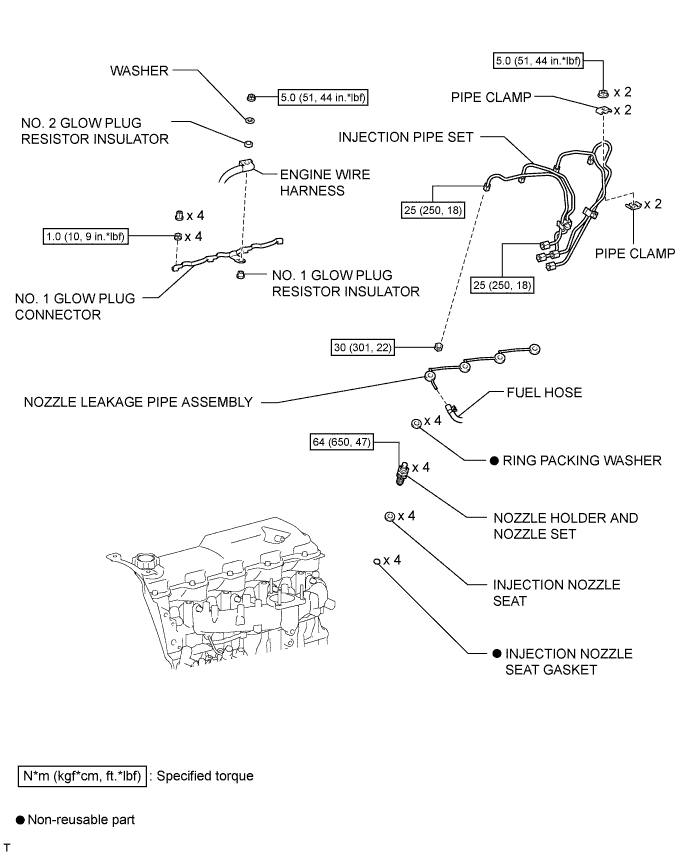 5.0 (51, 44 in.*lbf)
WASHER
x 2
5.0 (51, 44 in.*lbf)
PIPE CLAMP
x 2
NO. 2 GLOW PLUG
RESISTOR INSULATOR
INJECTION PIPE SET
ENGINE WIRE
HARNESS
25 (250, 18)
x 2
x 4
1.0 (10, 9 in.*lbf)
x 4
PIPE CLAMP
NO. 1 GLOW PLUG
RESISTOR INSULATOR
25 (250, 18)
NO. 1 GLOW PLUG
CONNECTOR
30 (301, 22)
NOZZLE LEAKAGE PIPE ASSEMBLY
FUEL HOSE
x 4
64 (650, 47)
● RING PACKING WASHER
x 4
x 4
NOZZLE HOLDER AND
NOZZLE SET
x 4
INJECTION NOZZLE
SEAT
● INJECTION NOZZLE
SEAT GASKET
N*m (kgf*cm, ft.*lbf) : Specified torque
● Non-reusable part
T